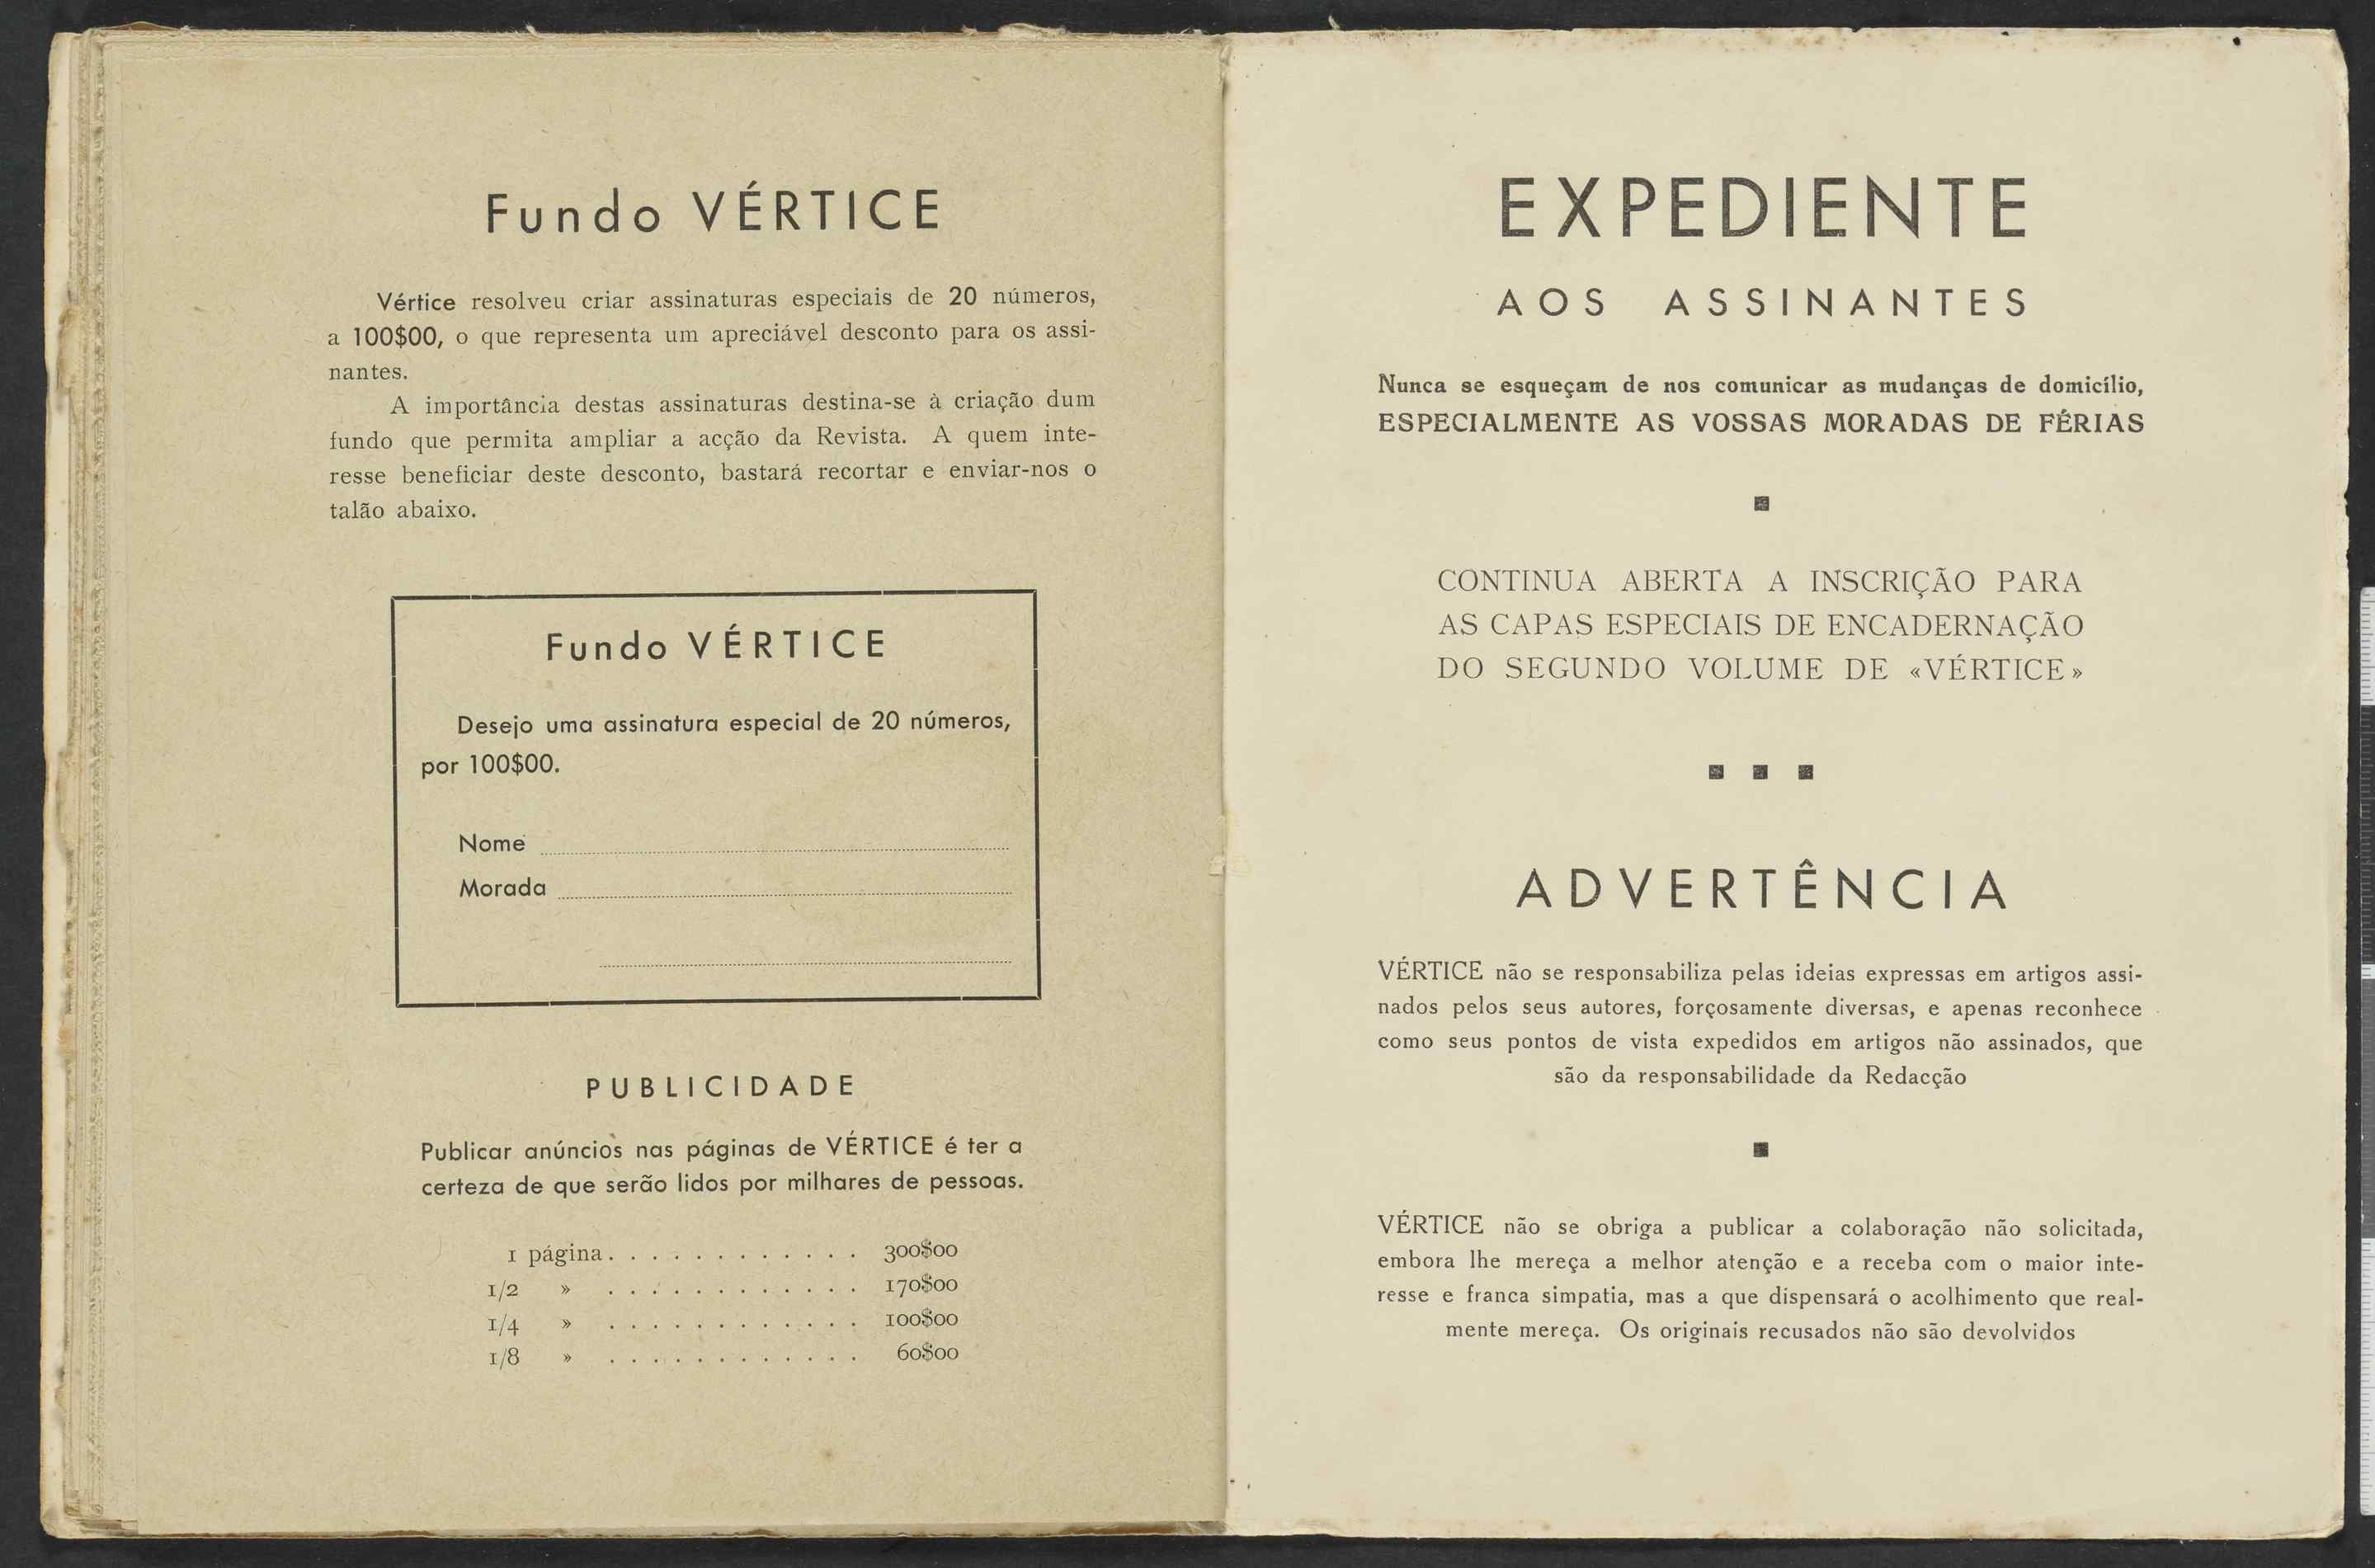 Fundo VÉRTICE
Vértice resolveu criar assinaturas especiais de 20 números,
a 100$00, o que representa um apreciável desconto para os assi-
nantes.
A importância destas assinaturas destina-se à criação dum
fundo que permita ampliar a acção da Revista. A quem inte-
resse beneficiar deste desconto, bastará recortar e enviar-nos o
talão abaixo.
Fundo VÉRTICE
Desejo uma assinatura especial de 20 números,
por 100$00.
Nome
Morada
PUBLICIDADE
Publicar anúncios nas páginas de VÉRTICE é ter a
certeza de que serão lidos por milhares de pessoas.
1 página . . . . . . . . . . . . 300$00
1/2 » . . . . . . . . . . . . 170$00
1/4 » . . . . . . . . . . . . 100$00
1/8 » . . . . . . . . . . . . 60$00
EXPEDIENTE
AOS ASSINANTES
Nunca se esqueçam de nos comunicar as mudanças de domicílio,
ESPECIALMENTE AS VOSSAS MORADAS DE FÉRIAS
CONTINUA ABERTA A INSCRIÇÃO PARA
AS CAPAS ESPECIAIS DE ENCADERNAÇÃO
DO SEGUNDO VOLUME DE «VÉRTICE»
ADVERTÊNCIA
VÉRTICE não se responsabiliza pelas ideias expressas em artigos assi-
nados pelos seus autores, forçosamente diversas, e apenas reconhece
como seus pontos de vista expedidos em artigos não assinados, que
são da responsabilidade da Redacção
VÉRTICE não se obriga a publicar a colaboração não solicitada,
embora lhe mereça a melhor atenção e a receba com o maior inte-
resse e franca simpatia, mas a que dispensará o acolhimento que real-
mente mereça. Os originais recusados não são devolvidos